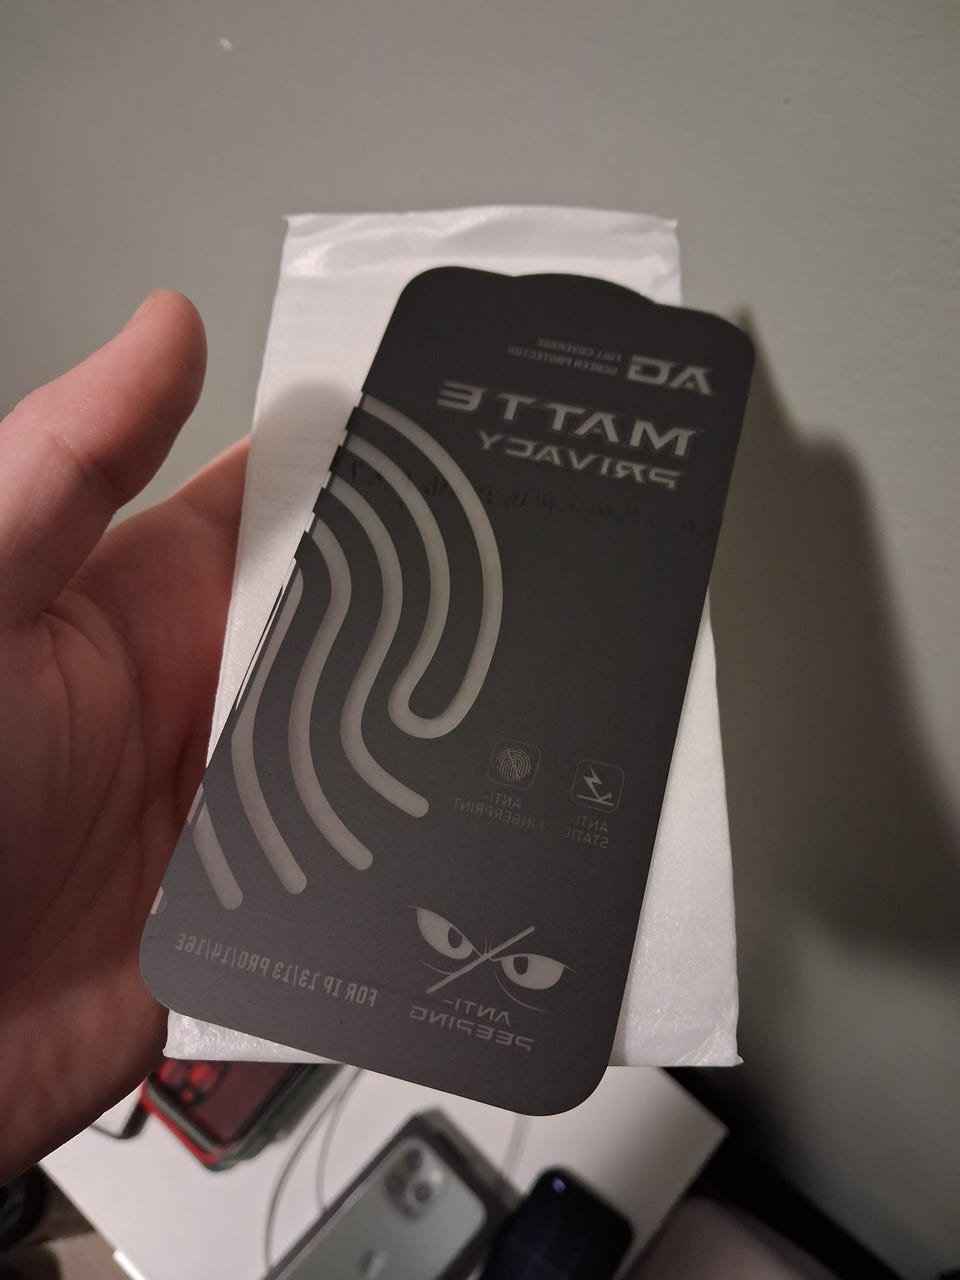 AG FULL COVERAGE
SCREEN PROTECTOR
MATTE
PRIVACY
ANTI-
STATIC
ANTI-
FINGERPRINT
ANTI-
PEEPING
FOR IP 13/13 PRO/14/16E